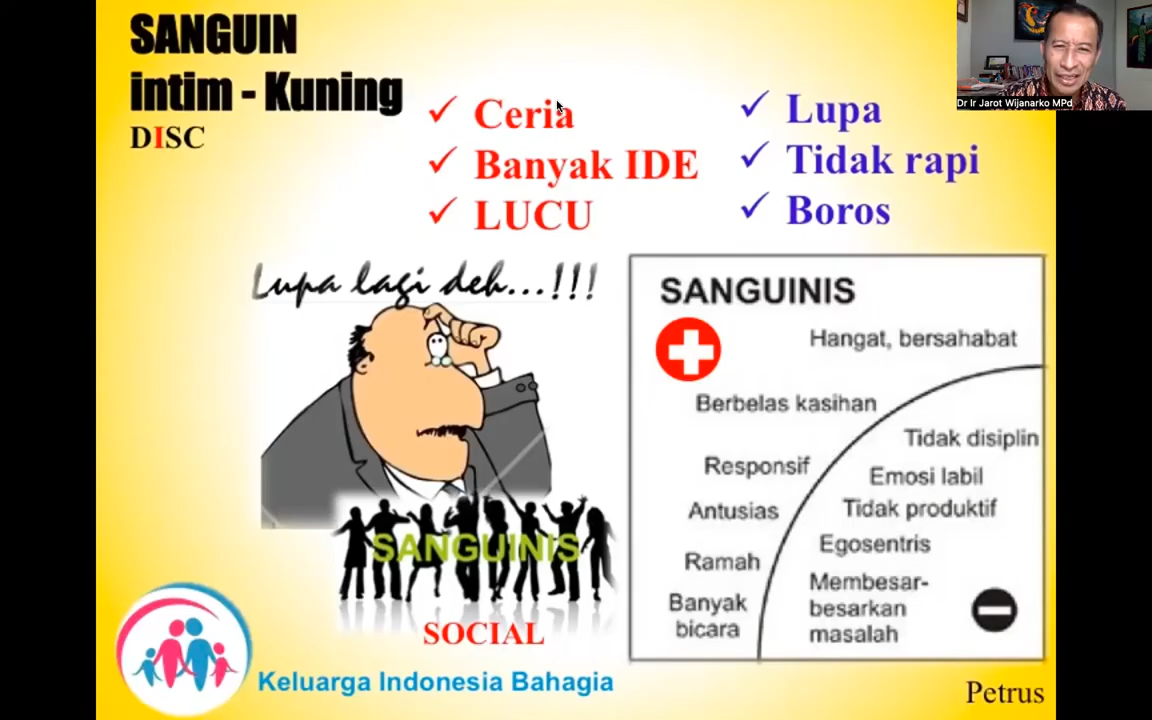 SANGUIN
intim - Kuning
DISC
✓ Ceria
✓ Banyak IDE
✓ LUCU
✓ Lupa
✓ Tidak rapi
✓ Boros
Dr Ir Jarot Wijanarko MPd
Lupa lagi deh...!!!
SANGUINIS
SOCIAL
SANGUINIS
Hangat, bersahabat
Berbelas kasihan
Responsif
Antusias
Ramah
Banyak
bicara
Tidak disiplin
Emosi labil
Tidak produktif
Egosentris
Membesar-
besarkan
masalah
Keluarga Indonesia Bahagia
Petrus